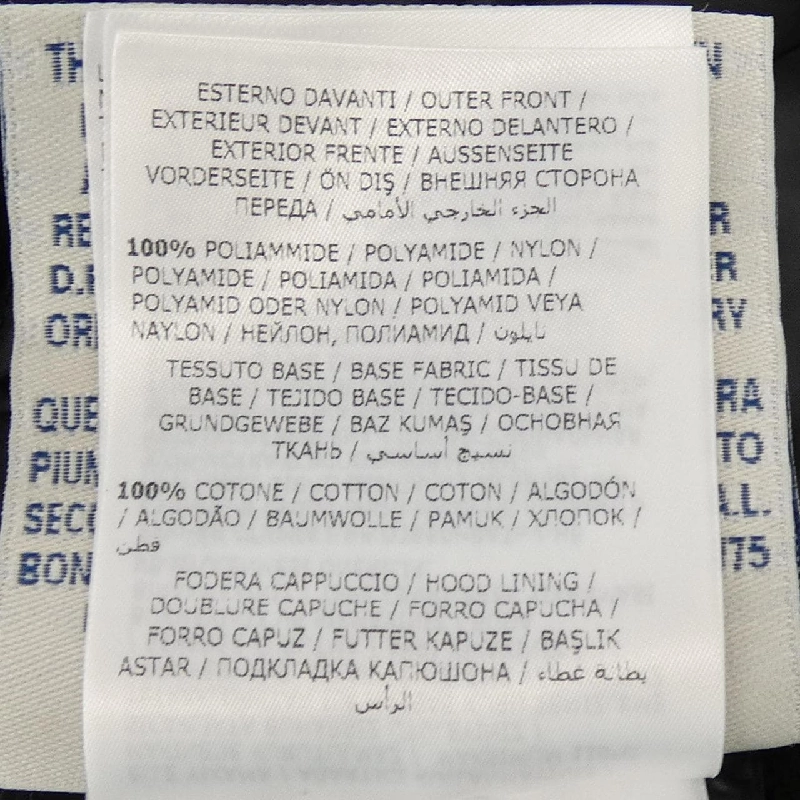 ESTERNO DAVANTI / OUTER FRONT /
EXTERIEUR DEVANT / EXTERNO DELANTERO /
EXTERIOR FRENTE / AUSSENSEITE
VORDERSEITE / ÖN DIŞ / ВНЕШНЯЯ СТОРОНА
ПЕРЕДА / الجزء الخارجي الأمامي
100% POLIAMMIDE / POLYAMIDE / NYLON /
POLYAMIDE / POLIAMIDA / POLIAMIDA /
POLYAMID ODER NYLON / POLYAMID VEYA
NAYLON / НЕЙЛОН, ПОЛИАМИД / نايلون
TESSUTO BASE / BASE FABRIC / TISSU DE
BASE / TEJIDO BASE / TECIDO-BASE /
GRUNDGEWEBE / BAZ KUMAŞ / ОСНОВНАЯ
ТКАНЬ / نسيج أساسي
100% COTONE / COTTON / COTON / ALGODÓN
/ ALGODÃO / BAUMWOLLE / PAMUK / ХЛОПОК /
قطن
FODERA CAPPUCCIO / HOOD LINING /
DOUBLURE CAPUCHE / FORRO CAPUCHA /
FORRO CAPUZ / FUTTER KAPUZE / BAŞLIK
ASTAR / ПОДКЛАДКА КАПЮШОНА / بطانة غطاء
الرأس